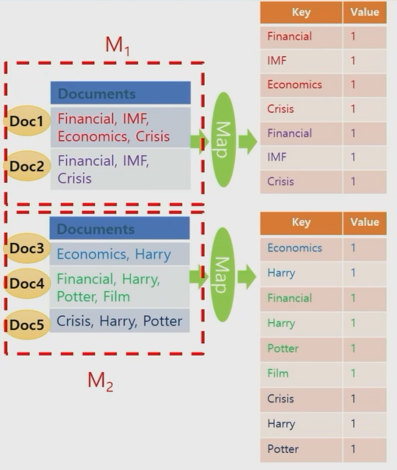 M1
Documents
Doc1
Financial, IMF,
Economics, Crisis
Doc2
Financial, IMF,
Crisis
Map
Key Value
Financial 1
IMF 1
Economics 1
Crisis 1
Financial 1
IMF 1
Crisis 1
Documents
Doc3
Economics, Harry
Doc4
Financial, Harry,
Potter, Film
Doc5
Crisis, Harry, Potter
Map
M2
Key Value
Economics 1
Harry 1
Financial 1
Harry 1
Potter 1
Film 1
Crisis 1
Harry 1
Potter 1